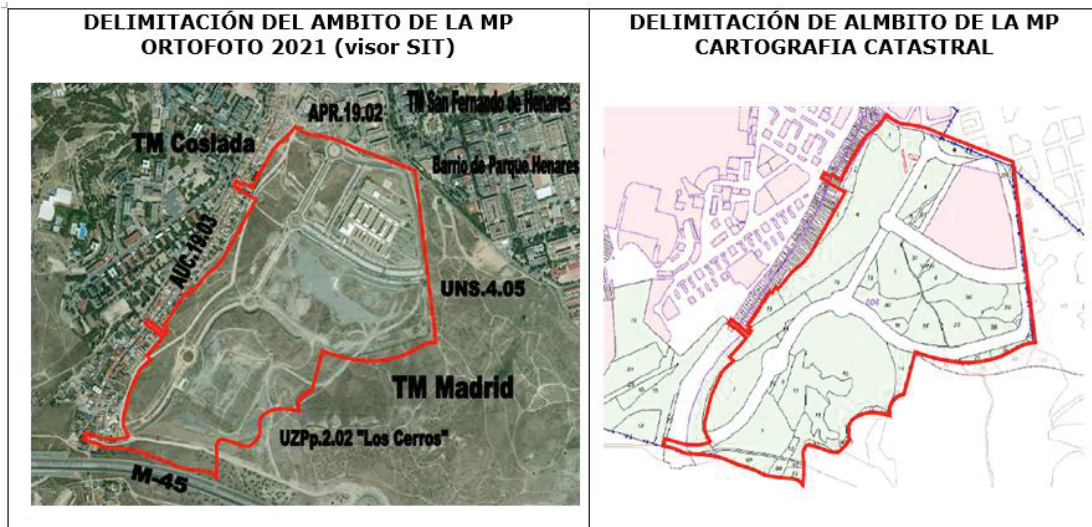 DELIMITACIÓN DEL AMBITO DE LA MP
ORTOFOTO 2021 (visor SIT)
DELIMITACIÓN DE ALMBITO DE LA MP
CARTOGRAFIA CATASTRAL
APR.19.02
TM San Fernando de Henares
TM Coslada
Barrio de Parque Henares
AUC.19.03
UNS.4.05
TM Madrid
UZPp.2.02 "Los Cerros"
M-45
004